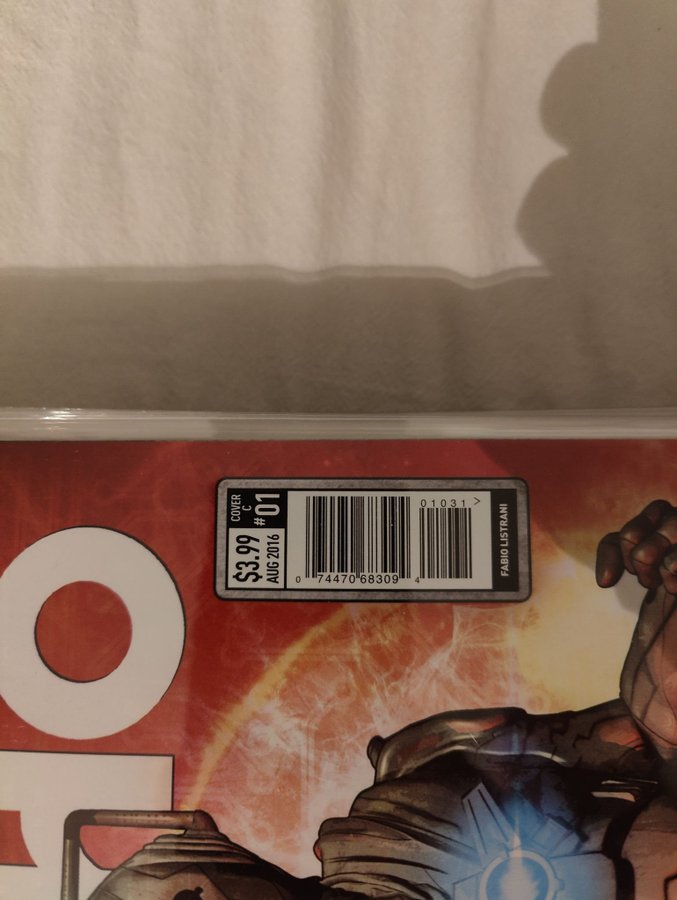 COVER
C
#01
$3.99
AUG 2016
0 74470 68309 4
01031 >
FABIO LISTRANI
O